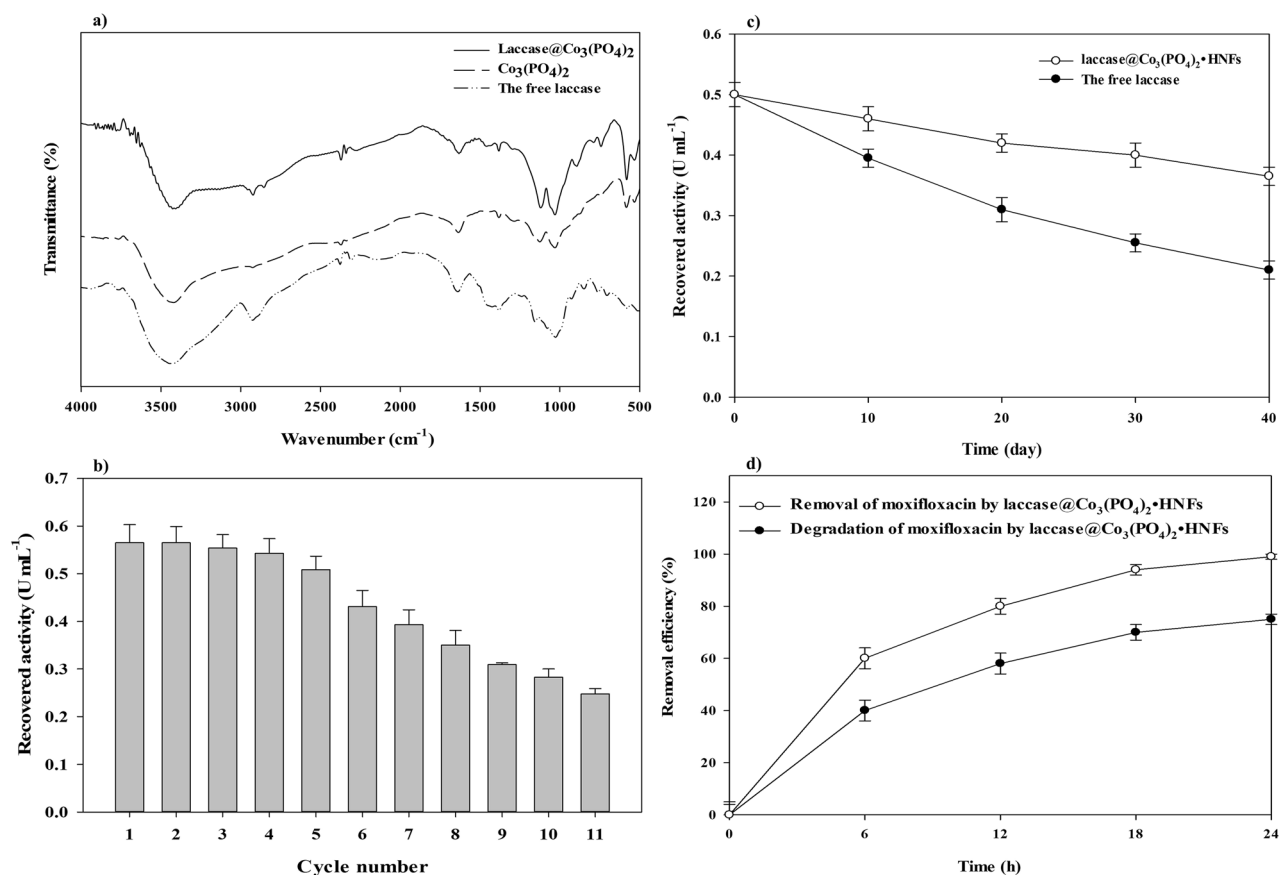 a)
Laccase@Co3(PO4)2
Co3(PO4)2
The free laccase
Transmittance (%)
4000 3500 3000 2500 2000 1500 1000 500
Wavenumber (cm-1)
b)
0.7
0.6
0.5
0.4
0.3
0.2
0.1
0.0
Recovered activity (U mL-1)
1 2 3 4 5 6 7 8 9 10 11
Cycle number
c)
0.6
0.5
0.4
0.3
0.2
0.1
0.0
laccase@Co3(PO4)2•HNFs
The free laccase
Recovered activity (U mL-1)
0 10 20 30 40
Time (day)
d)
120
100
80
60
40
20
0
Removal of moxifloxacin by laccase@Co3(PO4)2•HNFs
Degradation of moxifloxacin by laccase@Co3(PO4)2•HNFs
Removal efficiency (%)
0 6 12 18 24
Time (h)